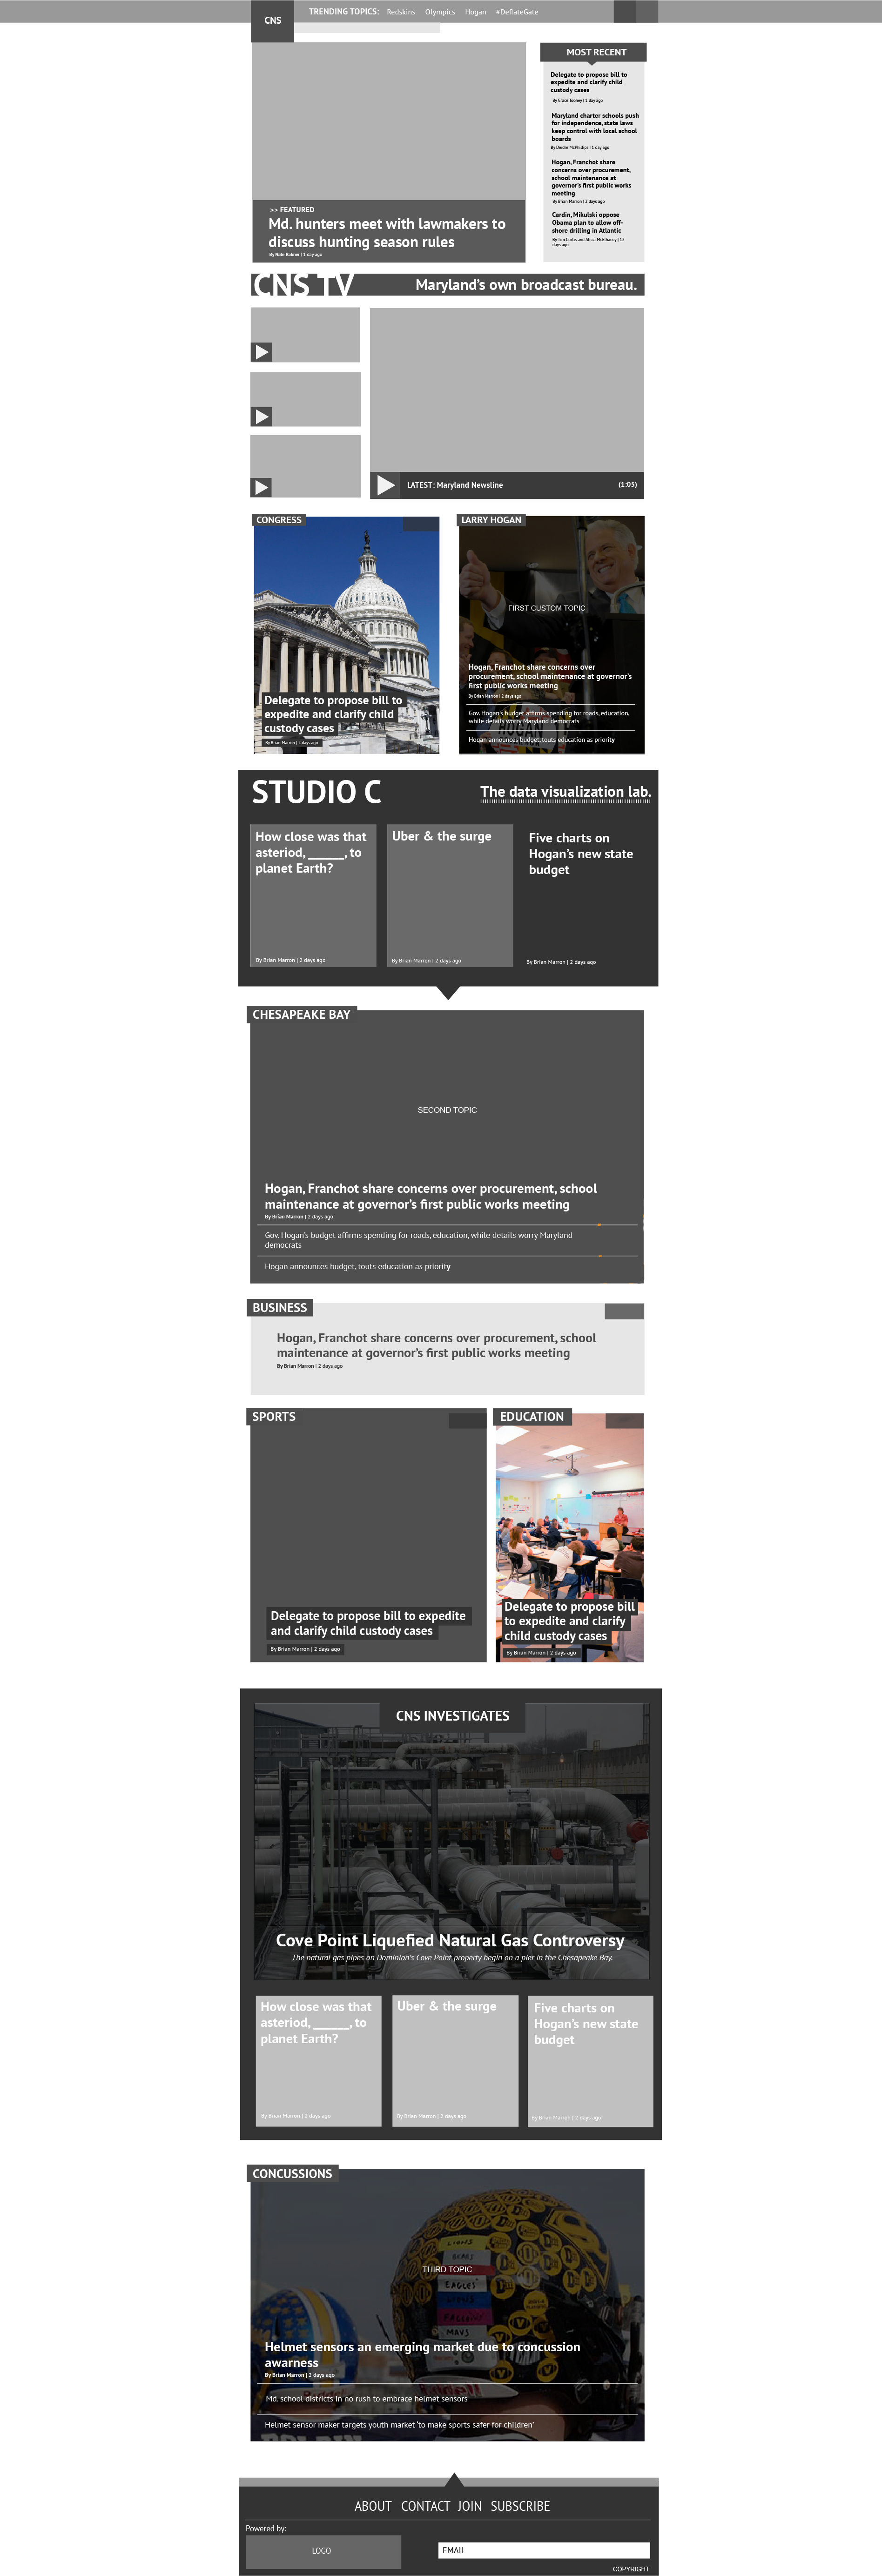 CNS
TRENDING TOPICS: Redskins Olympics Hogan #DeflateGate
>> FEATURED
Md. hunters meet with lawmakers to
discuss hunting season rules
By Nate Rabner | 1 day ago
MOST RECENT
Delegate to propose bill to
expedite and clarify child
custody cases
By Grace Toohey | 1 day ago
Maryland charter schools push
for independence, state laws
keep control with local school
boards
By Deidre McPhillips | 1 day ago
Hogan, Franchot share
concerns over procurement,
school maintenance at
governor's first public works
meeting
By Brian Marron | 2 days ago
Cardin, Mikulski oppose
Obama plan to allow off-
shore drilling in Atlantic
By Tim Curtis and Alicia McElhaney | 12
days ago
CNS TV
Maryland's own broadcast bureau.
LATEST: Maryland Newsline
(1:05)
CONGRESS
Delegate to propose bill to
expedite and clarify child
custody cases
By Brian Marron | 2 days ago
LARRY HOGAN
FIRST CUSTOM TOPIC
Hogan, Franchot share concerns over
procurement, school maintenance at governor's
first public works meeting
By Brian Marron | 2 days ago
Gov. Hogan's budget affirms spending for roads, education,
while details worry Maryland democrats
HOGAN
Hogan announces budget, touts education as priority
STUDIO C
The data visualization lab.
How close was that
asteriod, ______, to
planet Earth?
By Brian Marron | 2 days ago
Uber & the surge
By Brian Marron | 2 days ago
Five charts on
Hogan's new state
budget
By Brian Marron | 2 days ago
CHESAPEAKE BAY
SECOND TOPIC
Hogan, Franchot share concerns over procurement, school
maintenance at governor's first public works meeting
By Brian Marron | 2 days ago
Gov. Hogan's budget affirms spending for roads, education, while details worry Maryland
democrats
Hogan announces budget, touts education as priority
BUSINESS
Hogan, Franchot share concerns over procurement, school
maintenance at governor's first public works meeting
By Brian Marron | 2 days ago
SPORTS
Delegate to propose bill to expedite
and clarify child custody cases
By Brian Marron | 2 days ago
EDUCATION
Delegate to propose bill
to expedite and clarify
child custody cases
By Brian Marron | 2 days ago
CNS INVESTIGATES
Cove Point Liquefied Natural Gas Controversy
The natural gas pipes on Dominion's Cove Point property begin on a pier in the Chesapeake Bay.
How close was that
asteriod, ______, to
planet Earth?
By Brian Marron | 2 days ago
Uber & the surge
By Brian Marron | 2 days ago
Five charts on
Hogan's new state
budget
By Brian Marron | 2 days ago
CONCUSSIONS
LIONS
BEARS
THIRD TOPIC
EAGLES
GIANTS
FALCONS
MAVS
Helmet sensors an emerging market due to concussion
awarness
By Brian Marron | 2 days ago
Md. school districts in no rush to embrace helmet sensors
Helmet sensor maker targets youth market 'to make sports safer for children'
ABOUT CONTACT JOIN SUBSCRIBE
Powered by:
LOGO
EMAIL
COPYRIGHT